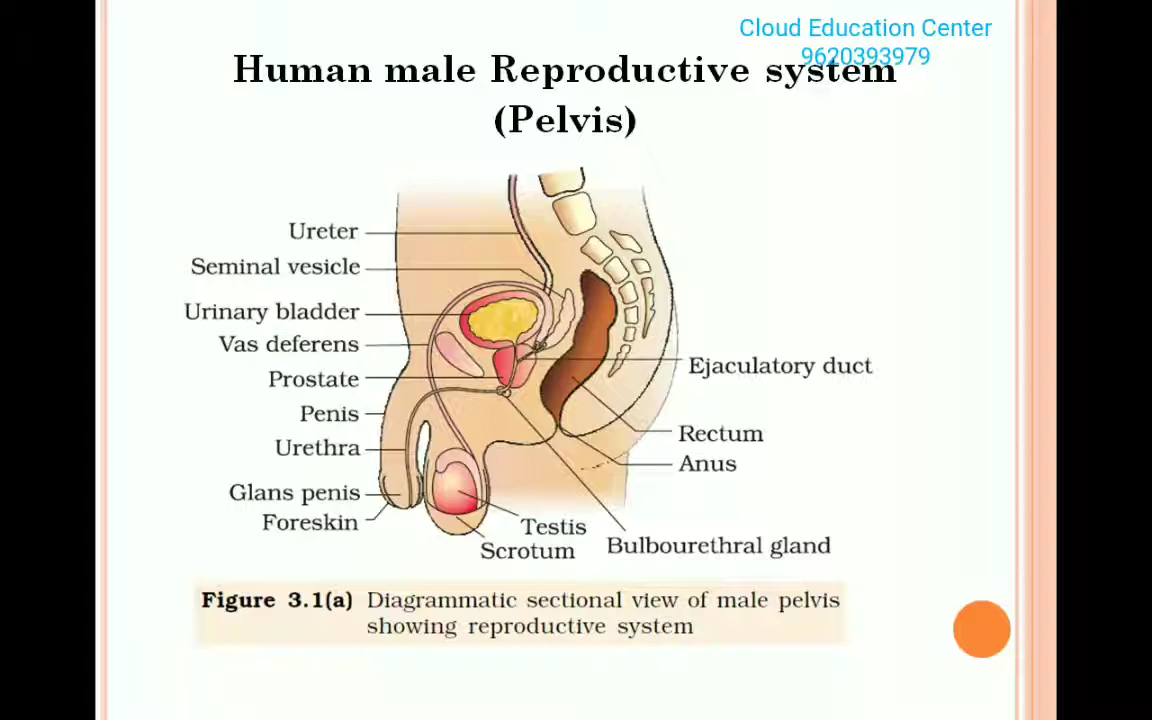 Cloud Education Center
9620393979
Human male Reproductive system
(Pelvis)
Ureter
Seminal vesicle
Urinary bladder
Vas deferens
Prostate
Penis
Urethra
Glans penis
Foreskin
Testis
Scrotum
Bulbourethral gland
Ejaculatory duct
Rectum
Anus
Figure 3.1(a) Diagrammatic sectional view of male pelvis
showing reproductive system